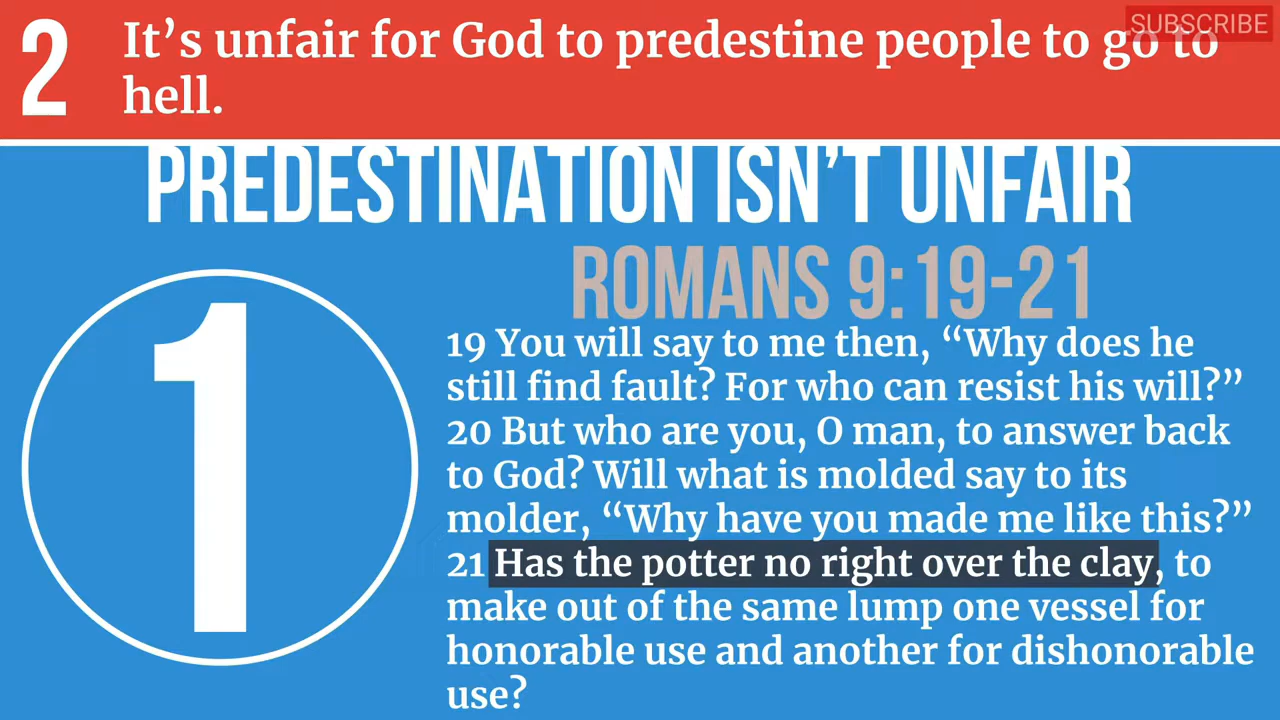 2
It’s unfair for God to predestine people to go to
hell.
SUBSCRIBE
PREDESTINATION ISN’T UNFAIR
1
ROMANS 9:19-21
19 You will say to me then, “Why does he
still find fault? For who can resist his will?”
20 But who are you, O man, to answer back
to God? Will what is molded say to its
molder, “Why have you made me like this?”
21 Has the potter no right over the clay, to
make out of the same lump one vessel for
honorable use and another for dishonorable
use?